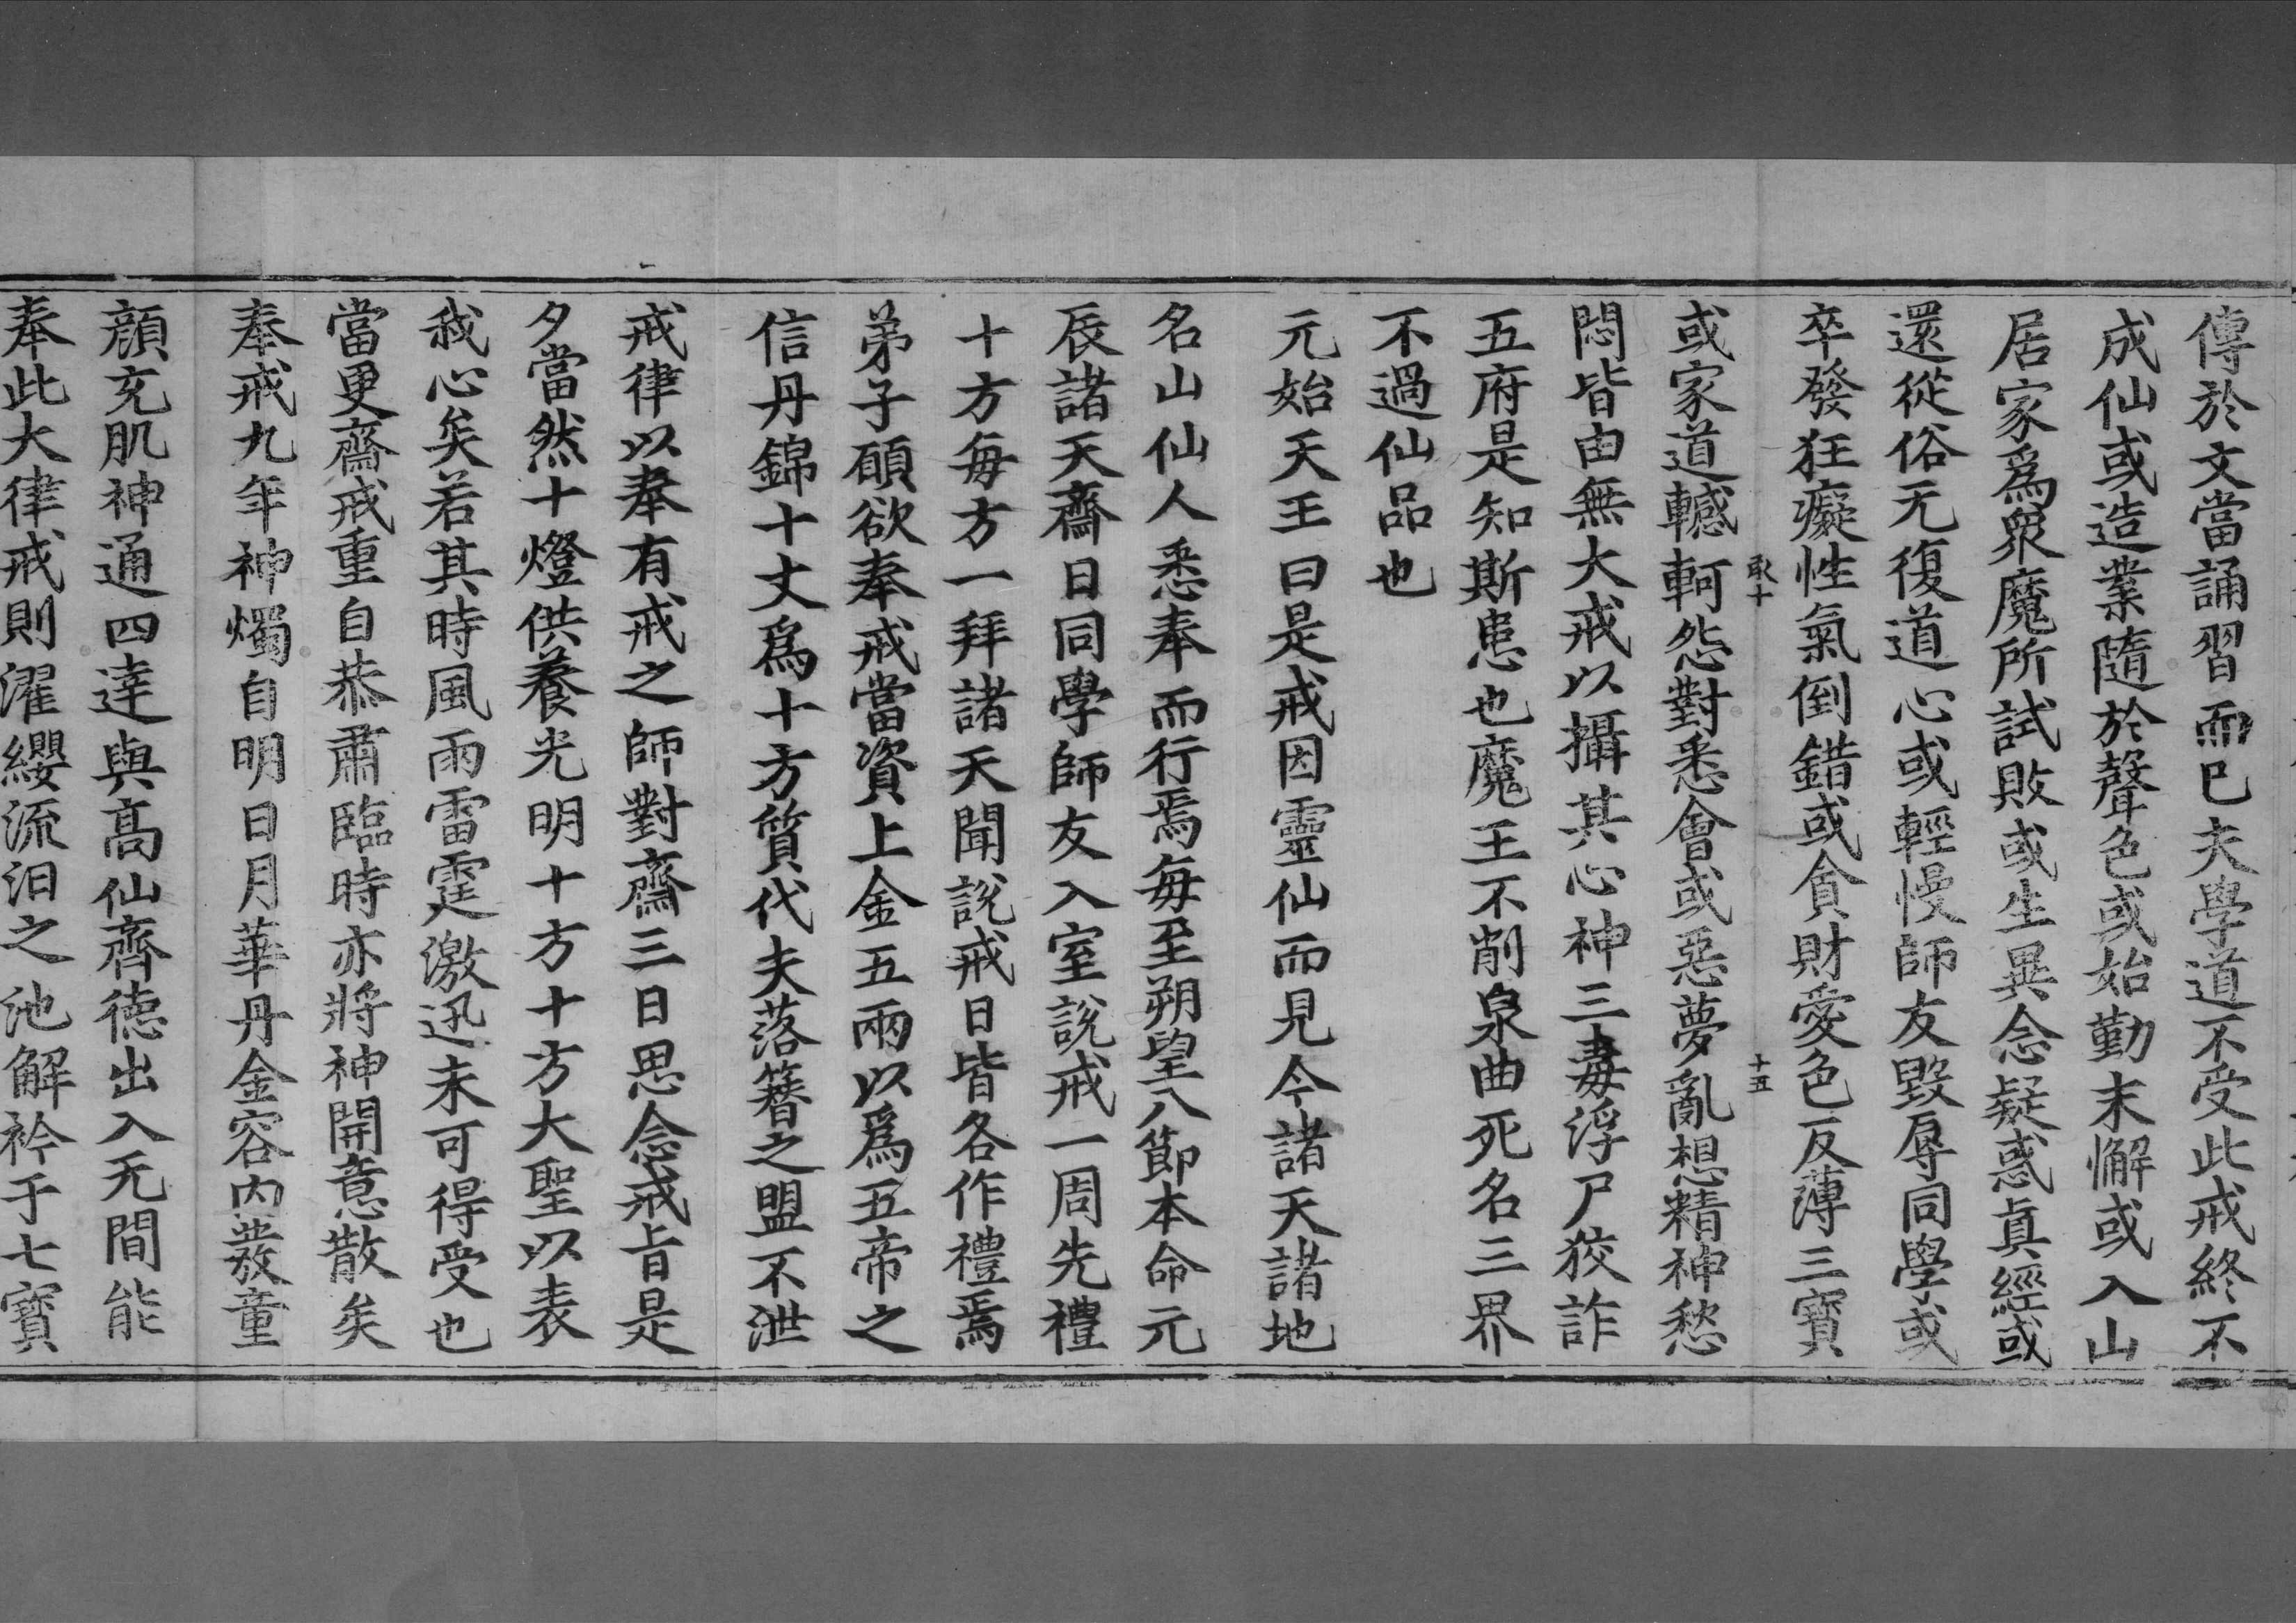 傳於文當誦習而已夫學道不受此戒終不
成仙或造業隨於聲色或始勤末懈或入山
居家爲衆魔所試敗或生異念疑惑真經或
還從俗无復道心或輕慢師友毀辱同學或
卒發狂癡性氣倒錯或貪財愛色反薄三寳
取十 十五
或家道轗軻怨對悉會或惡夢亂想精神愁
悶皆由無大戒以攝其心神三毒浮尸狡詐
五府是知斯患也魔王不削泉曲死名三界
不過仙品也
元始天王曰是戒因靈仙而見今諸天諸地
名山仙人悉奉而行焉每至朔望八節本命元
辰諸天齋日同學師友入室說戒一周先禮
十方每方一拜諸天聞說戒日皆各作禮焉
弟子願欲奉戒當資上金五兩以爲五帝之
信丹錦十丈爲十方質代夫落簪之盟不泄
戒律以奉有戒之師對齋三日思念戒旨是
夕當然十燈供養光明十方十方大聖以表
我心矣若其時風雨雷霆激迅未可得受也
當更齋戒重自恭肅臨時亦將神開意散矣
奉戒九年神燭自明日月華丹金容内發童
顔充肌神通四達與高仙齊德出入无間能
奉此大律戒則濯纓流汨之池解衿于七寳